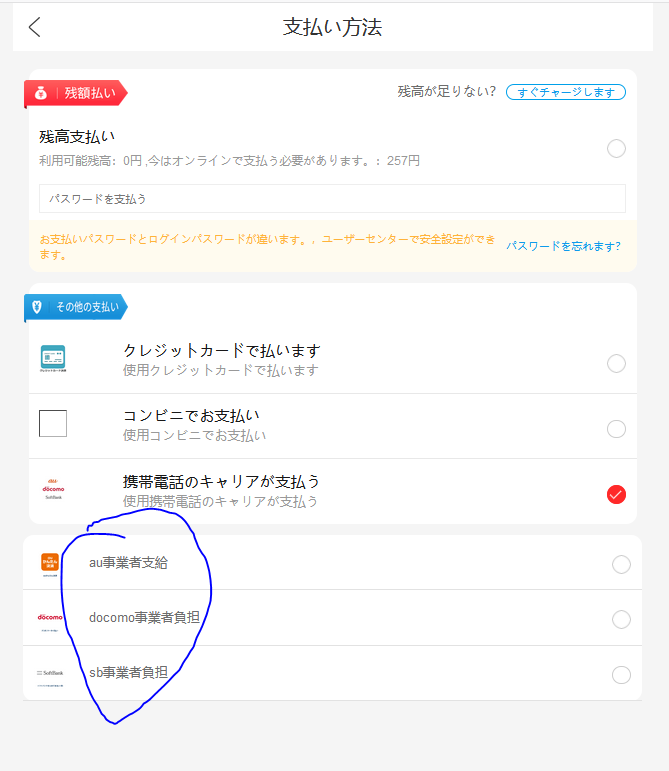 支払い方法
残額払い
残高が足りない? すぐチャージします
残高支払い
利用可能残高: 0円 ,今はオンラインで支払う必要があります。: 257円
パスワードを支払う
お支払いパスワードとログインパスワードが違います。, ユーザーセンターで安全設定ができ
ます。
パスワードを忘れます?
その他の支払い
クレジットカードで払います
使用クレジットカードで払います
コンビニでお支払い
使用コンビニでお支払い
docomo
SoftBank
携帯電話のキャリアが支払う
使用携帯電話のキャリアが支払う
au事業者支給
docomo
docomo事業者負担
SoftBank
sb事業者負担